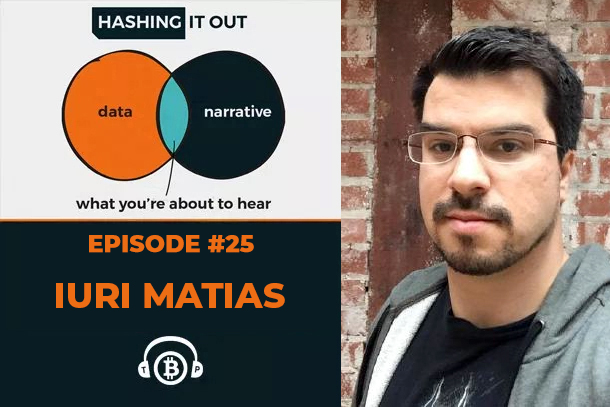 HASHING IT OUT
data
narrative
what you're about to hear
EPISODE #25
IURI MATIAS
T B P